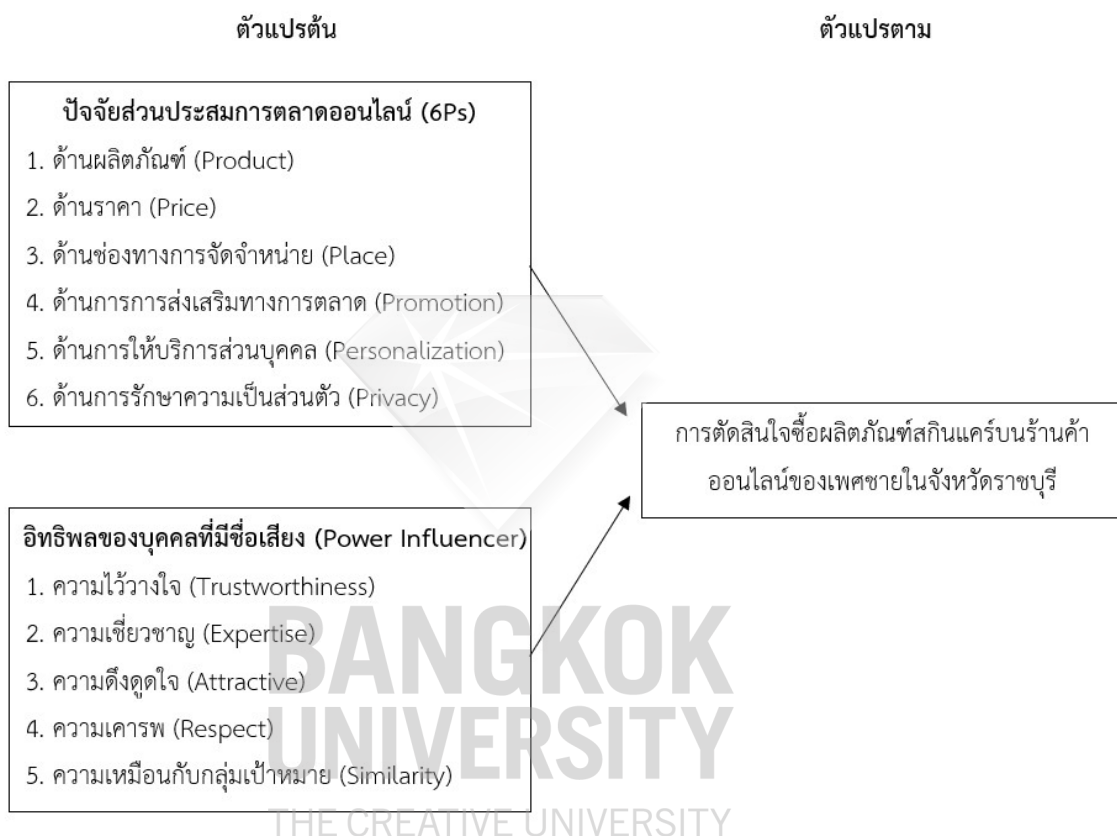 ตัวแปรต้น
ตัวแปรตาม
ปัจจัยส่วนประสมการตลาดออนไลน์ (6Ps)
1. ด้านผลิตภัณฑ์ (Product)
2. ด้านราคา (Price)
3. ด้านช่องทางการจัดจำหน่าย (Place)
4. ด้านการการส่งเสริมทางการตลาด (Promotion)
5. ด้านการให้บริการส่วนบุคคล (Personalization)
6. ด้านการรักษาความเป็นส่วนตัว (Privacy)
การตัดสินใจซื้อผลิตภัณฑ์สกินแคร์บนร้านค้า
ออนไลน์ของเพศชายในจังหวัดราชบุรี
อิทธิพลของบุคคลที่มีชื่อเสียง (Power Influencer)
1. ความไว้วางใจ (Trustworthiness)
2. ความเชี่ยวชาญ (Expertise)
3. ความดึงดูดใจ (Attractive)
4. ความเคารพ (Respect)
5. ความเหมือนกับกลุ่มเป้าหมาย (Similarity)
BANGKOK
UNIVERSITY
THE CREATIVE UNIVERSITY